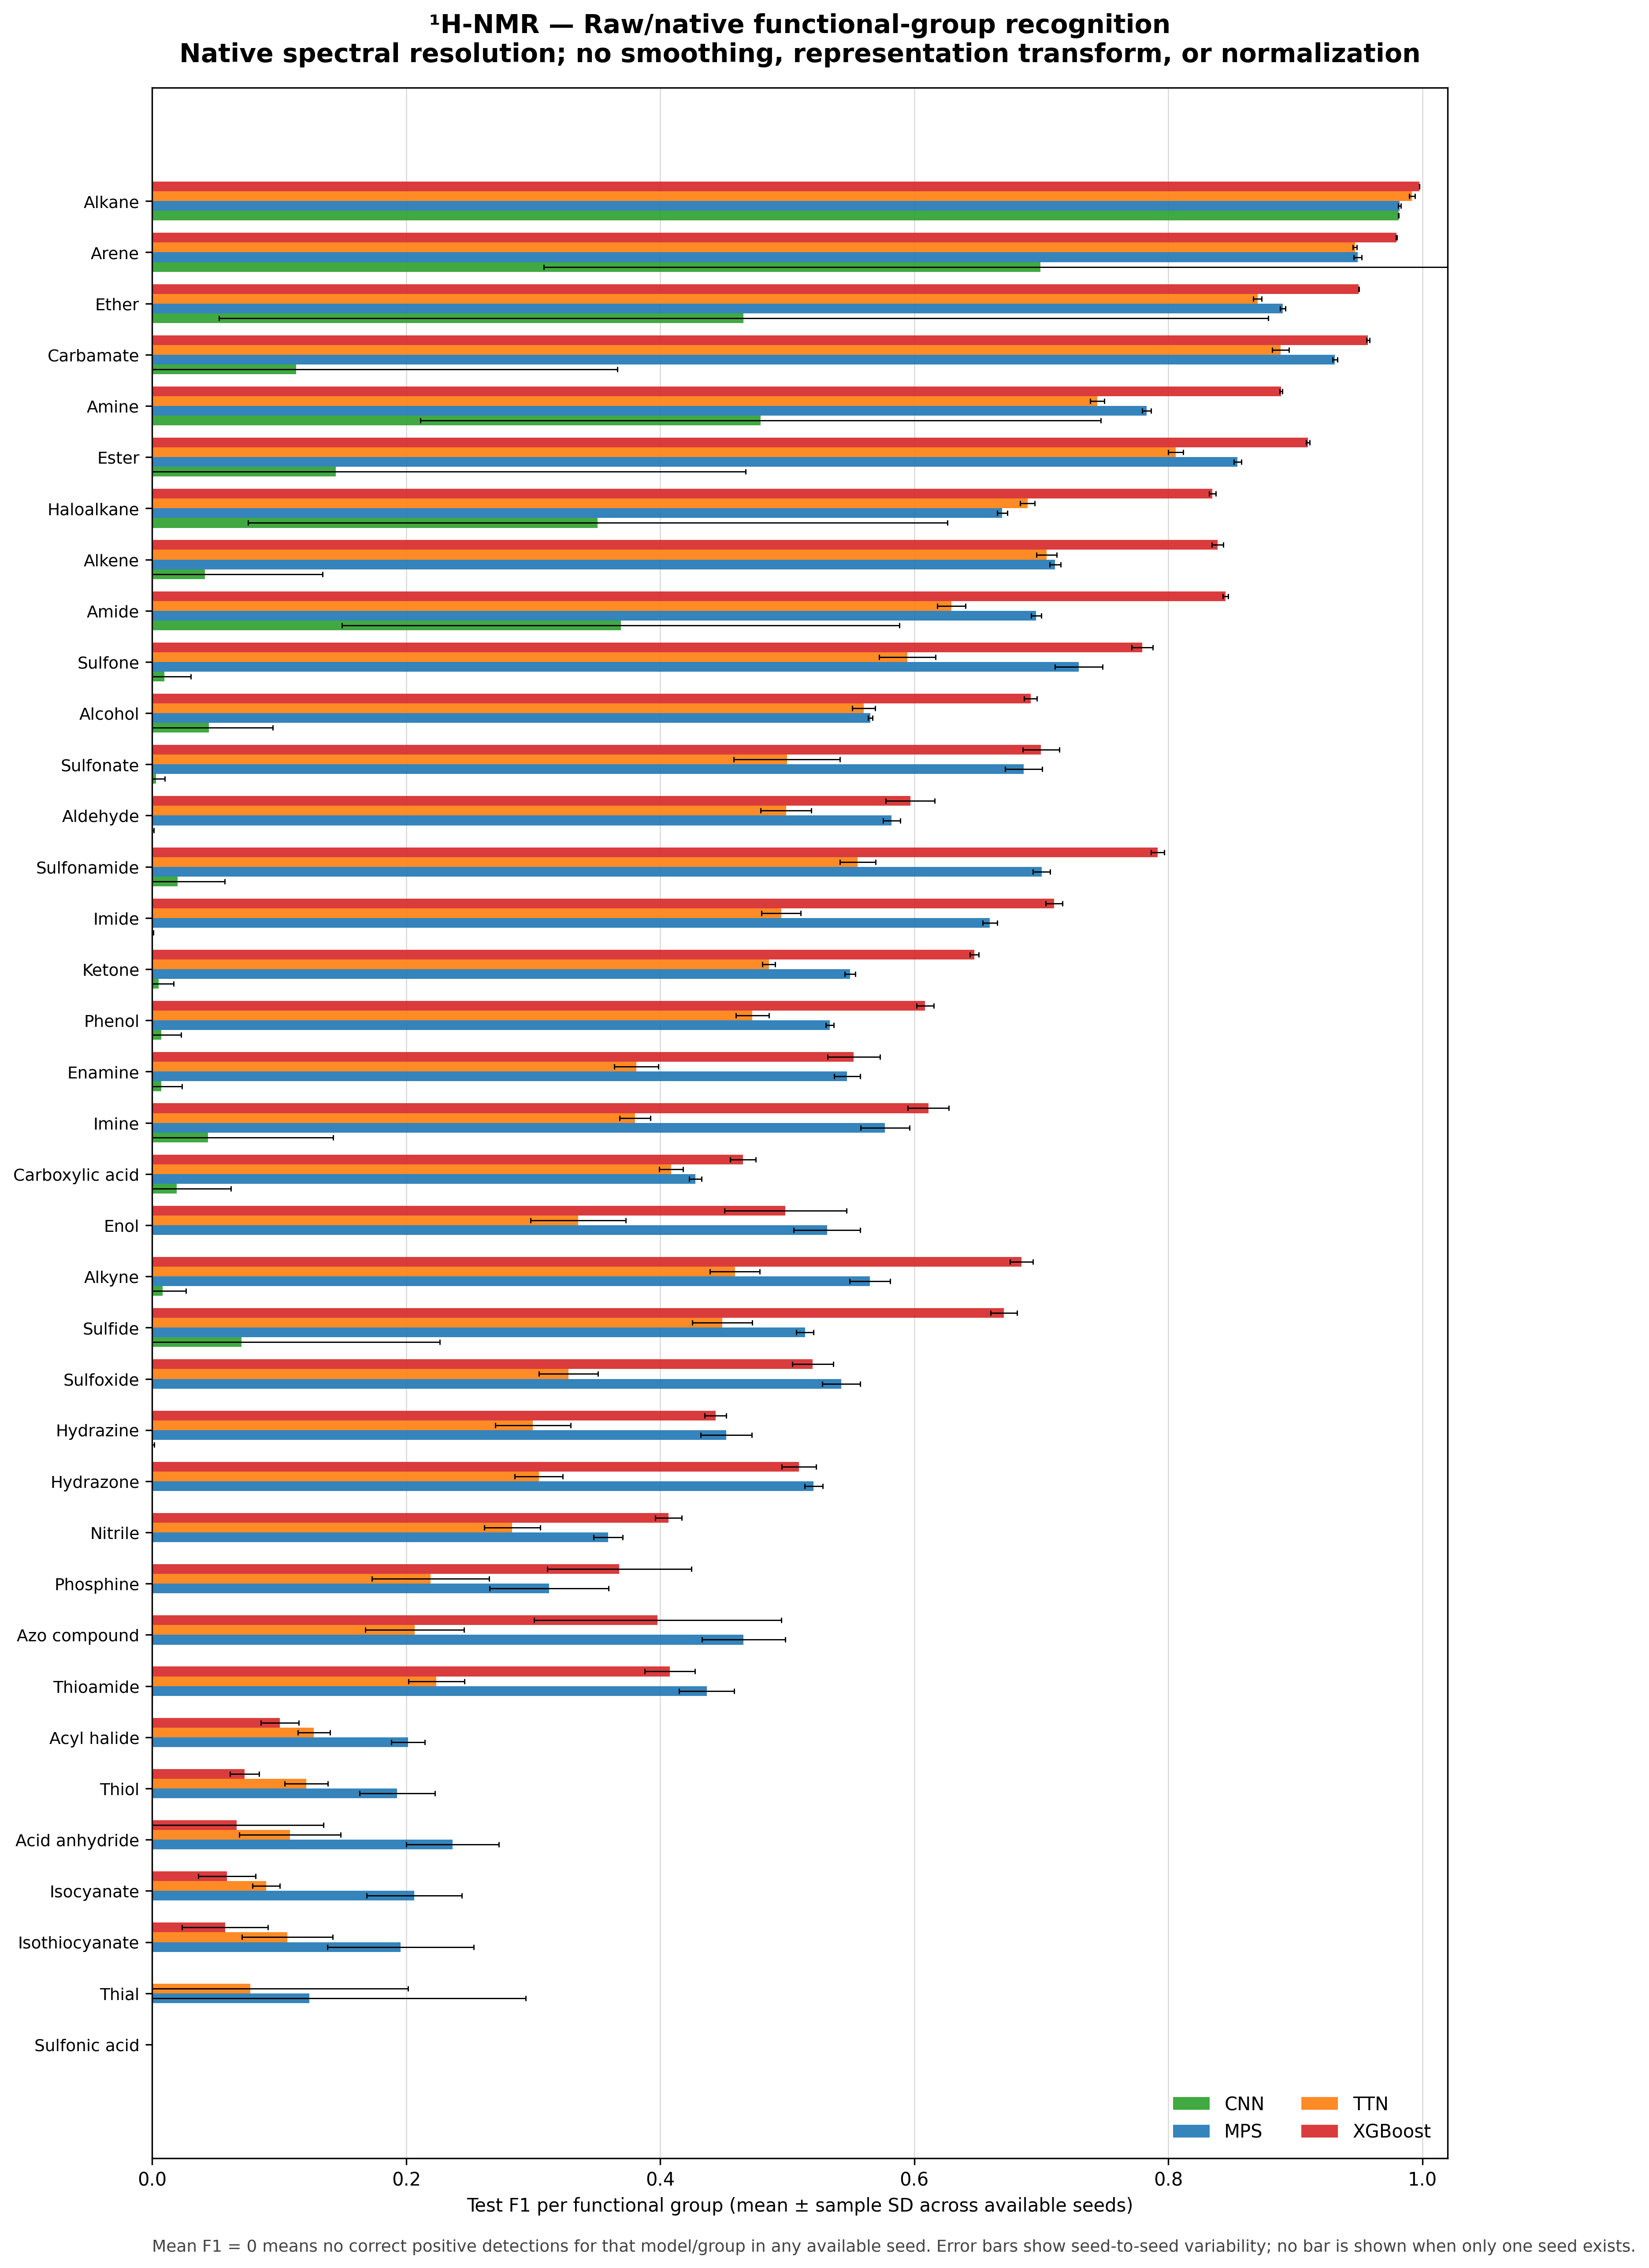 ¹H-NMR — Raw/native functional-group recognition
Native spectral resolution; no smoothing, representation transform, or normalization
Alkane
Arene
Ether
Carbamate
Amine
Ester
Haloalkane
Alkene
Amide
Sulfone
Alcohol
Sulfonate
Aldehyde
Sulfonamide
Imide
Ketone
Phenol
Enamine
Imine
Carboxylic acid
Enol
Alkyne
Sulfide
Sulfoxide
Hydrazine
Hydrazone
Nitrile
Phosphine
Azo compound
Thioamide
Acyl halide
Thiol
Acid anhydride
Isocyanate
Isothiocyanate
Thial
Sulfonic acid
CNN TTN
MPS XGBoost
0.0 0.2 0.4 0.6 0.8 1.0
Test F1 per functional group (mean ± sample SD across available seeds)
Mean F1 = 0 means no correct positive detections for that model/group in any available seed. Error bars show seed-to-seed variability; no bar is shown when only one seed exists.